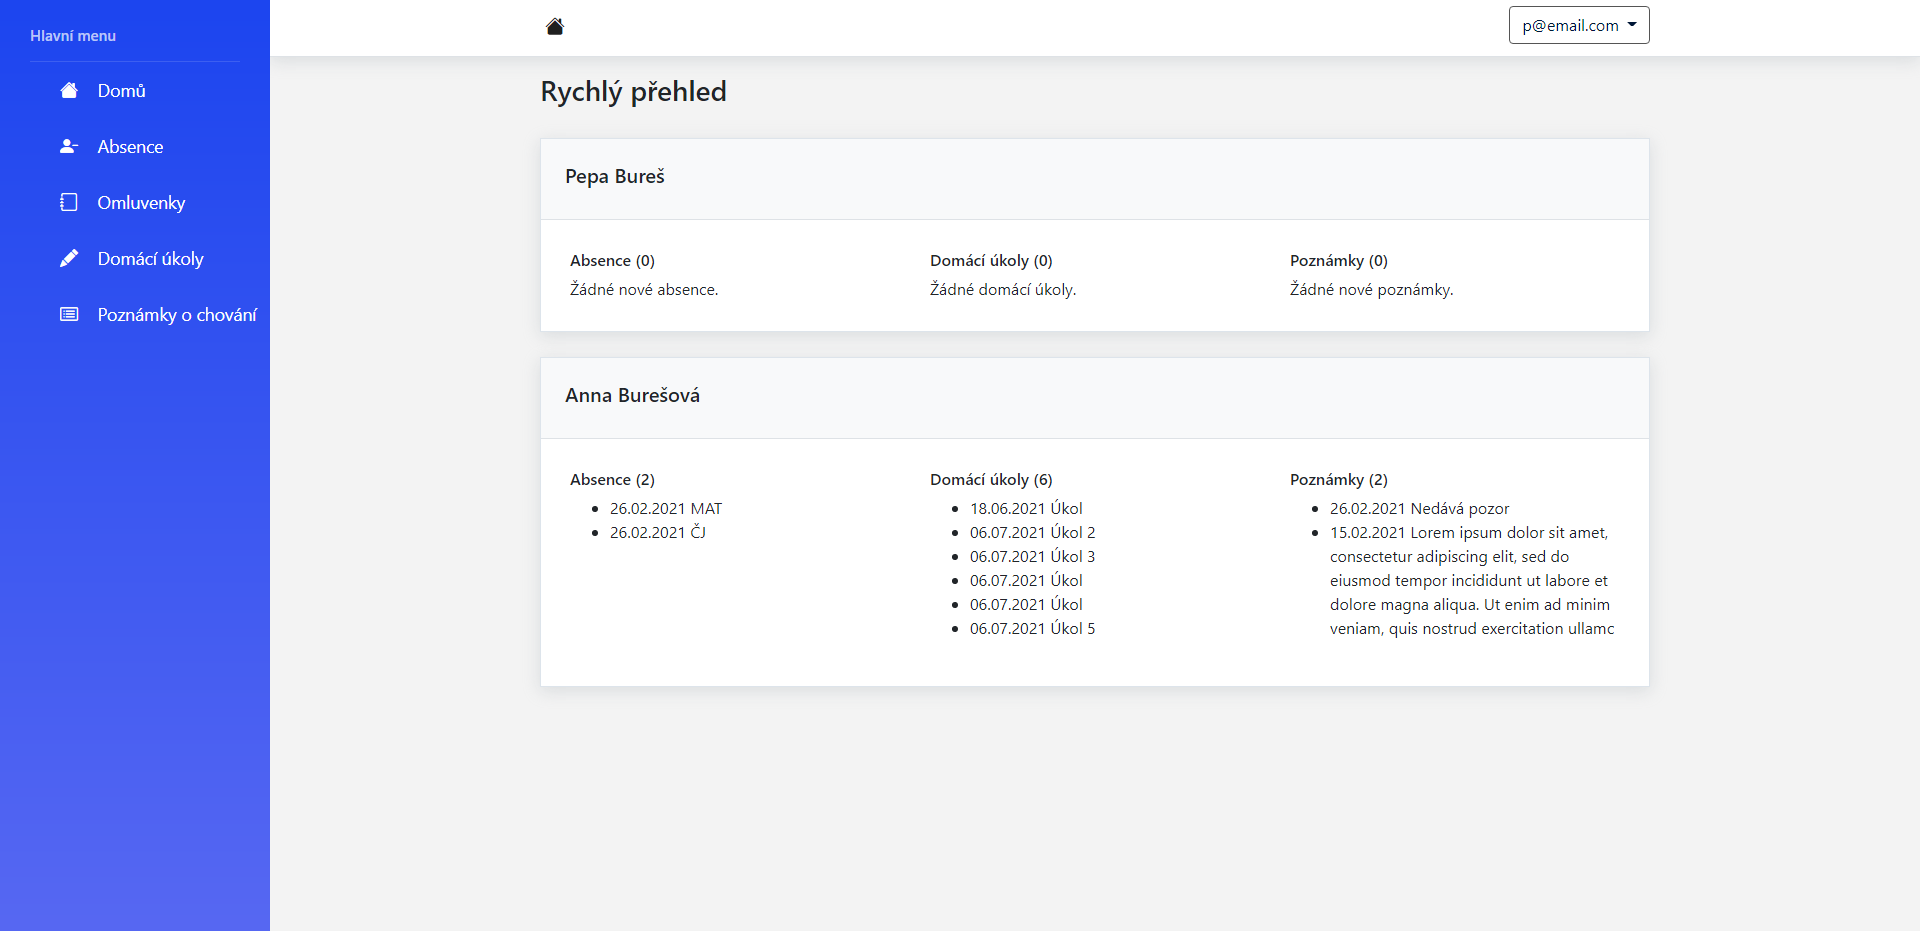 Hlavní menu
Domů
Absence
Omluvenky
Domácí úkoly
Poznámky o chování
p@email.com
Rychlý přehled
Pepa Bureš
Absence (0)
Žádné nové absence.
Domácí úkoly (0)
Žádné domácí úkoly.
Poznámky (0)
Žádné nové poznámky.
Anna Burešová
Absence (2)
26.02.2021 MAT
26.02.2021 ČJ
Domácí úkoly (6)
18.06.2021 Úkol
06.07.2021 Úkol 2
06.07.2021 Úkol 3
06.07.2021 Úkol
06.07.2021 Úkol
06.07.2021 Úkol 5
Poznámky (2)
26.02.2021 Nedává pozor
15.02.2021 Lorem ipsum dolor sit amet,
consectetur adipiscing elit, sed do
eiusmod tempor incididunt ut labore et
dolore magna aliqua. Ut enim ad minim
veniam, quis nostrud exercitation ullamc